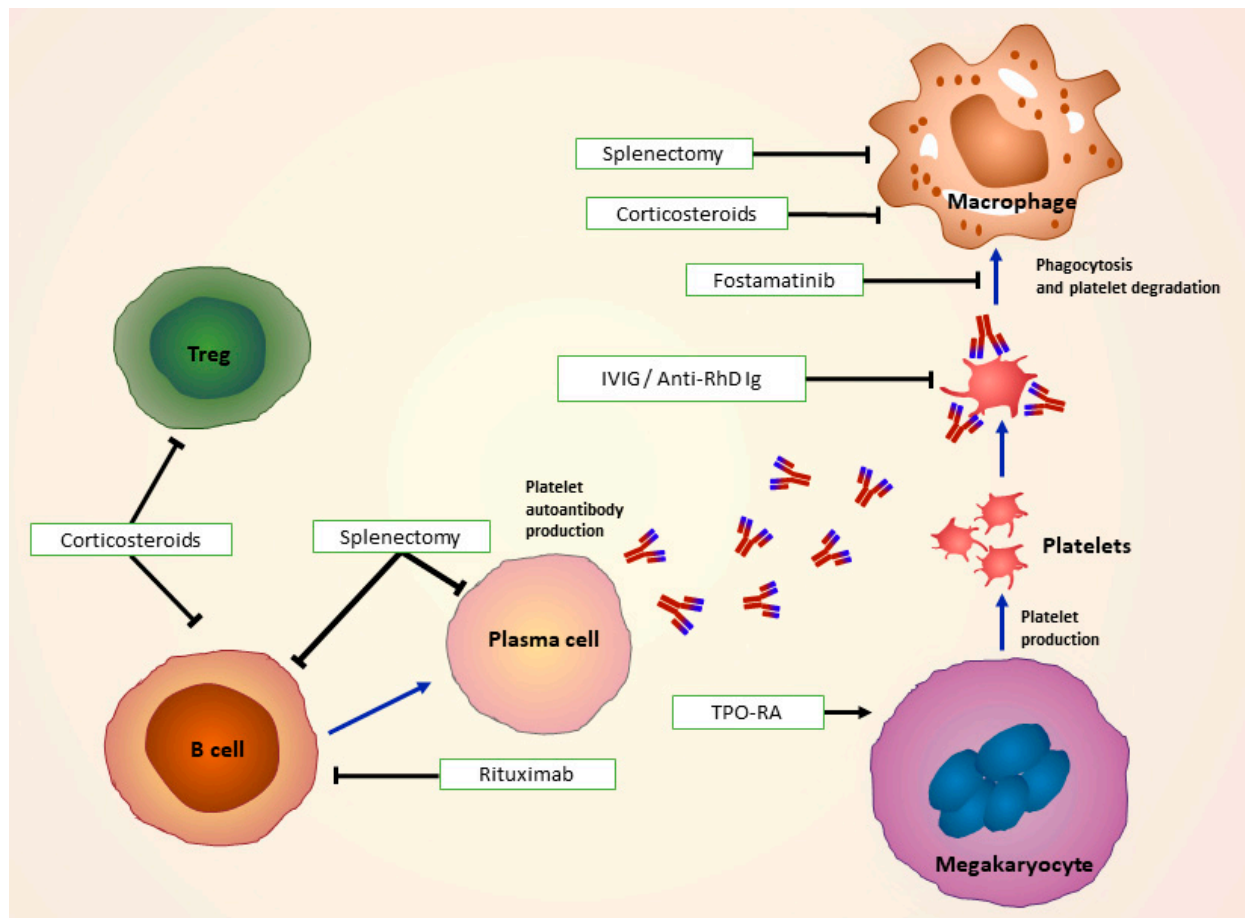 Splenectomy
Macrophage
Corticosteroids
Fostamatinib
Phagocytosis
and platelet degradation
Treg
IVIG / Anti-RhD Ig
Platelet
autoantibody
production
Corticosteroids
Splenectomy
Platelets
Plasma cell
Platelet
production
TPO-RA
B cell
Rituximab
Megakaryocyte